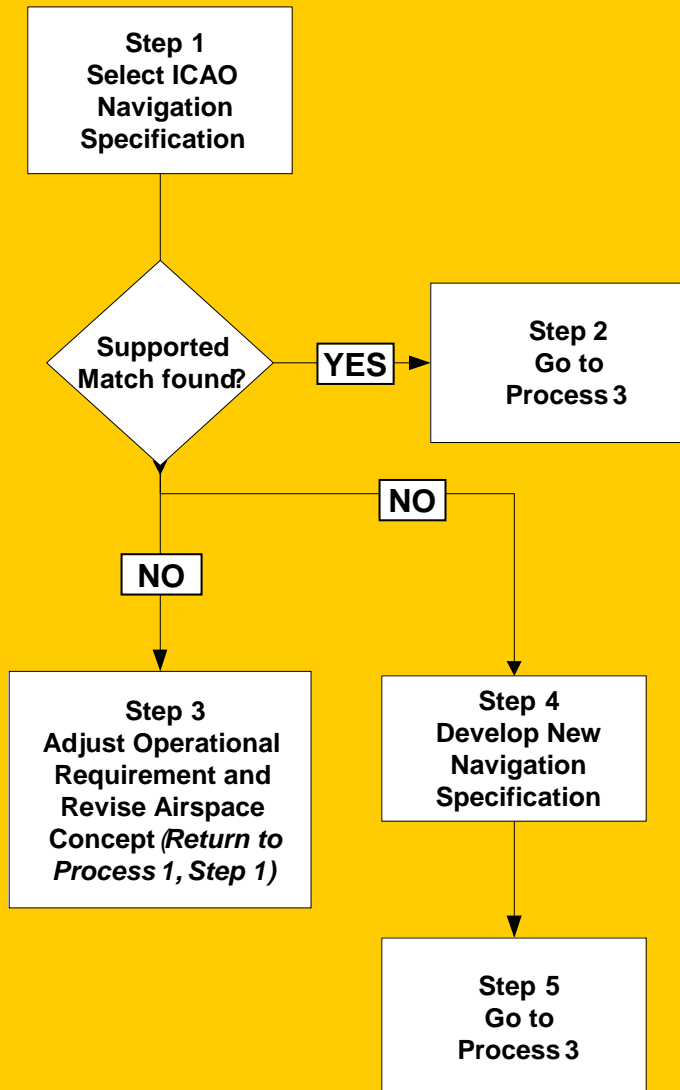 Step 1
Select ICAO
Navigation
Specification
Supported
Match found?
YES
Step 2
Go to
Process 3
NO
NO
Step 3
Adjust Operational
Requirement and
Revise Airspace
Concept (Return to
Process 1, Step 1)
Step 4
Develop New
Navigation
Specification
Step 5
Go to
Process 3